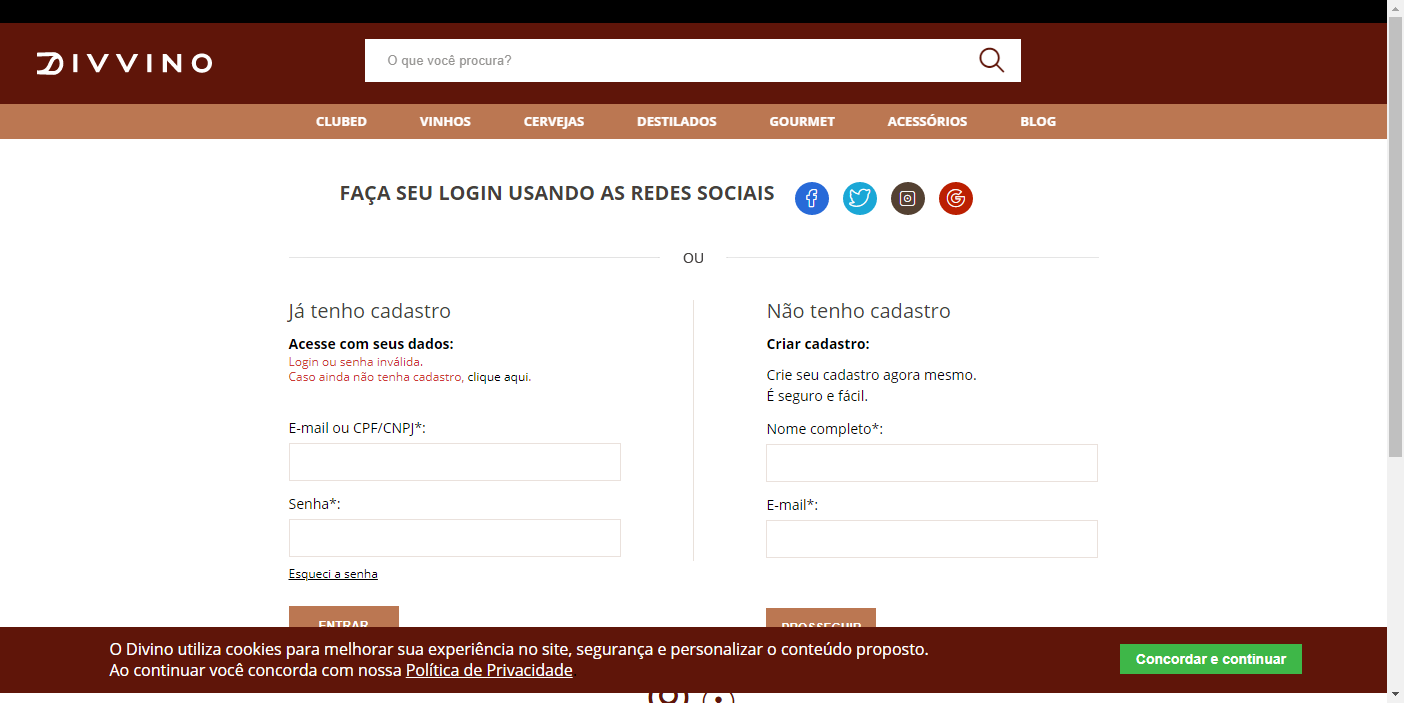 DIVVINO
O que você procura?
CLUBED VINHOS CERVEJAS DESTILADOS GOURMET ACESSÓRIOS BLOG
FAÇA SEU LOGIN USANDO AS REDES SOCIAIS
OU
Já tenho cadastro
Acesse com seus dados:
Login ou senha inválida.
Caso ainda não tenha cadastro, clique aqui.
E-mail ou CPF/CNPJ*:
Senha*:
Esqueci a senha
ENTRAR
Não tenho cadastro
Criar cadastro:
Crie seu cadastro agora mesmo.
É seguro e fácil.
Nome completo*:
E-mail*:
PROSSEGUIR
O Divino utiliza cookies para melhorar sua experiência no site, segurança e personalizar o conteúdo proposto.
Ao continuar você concorda com nossa Política de Privacidade
Concordar e continuar